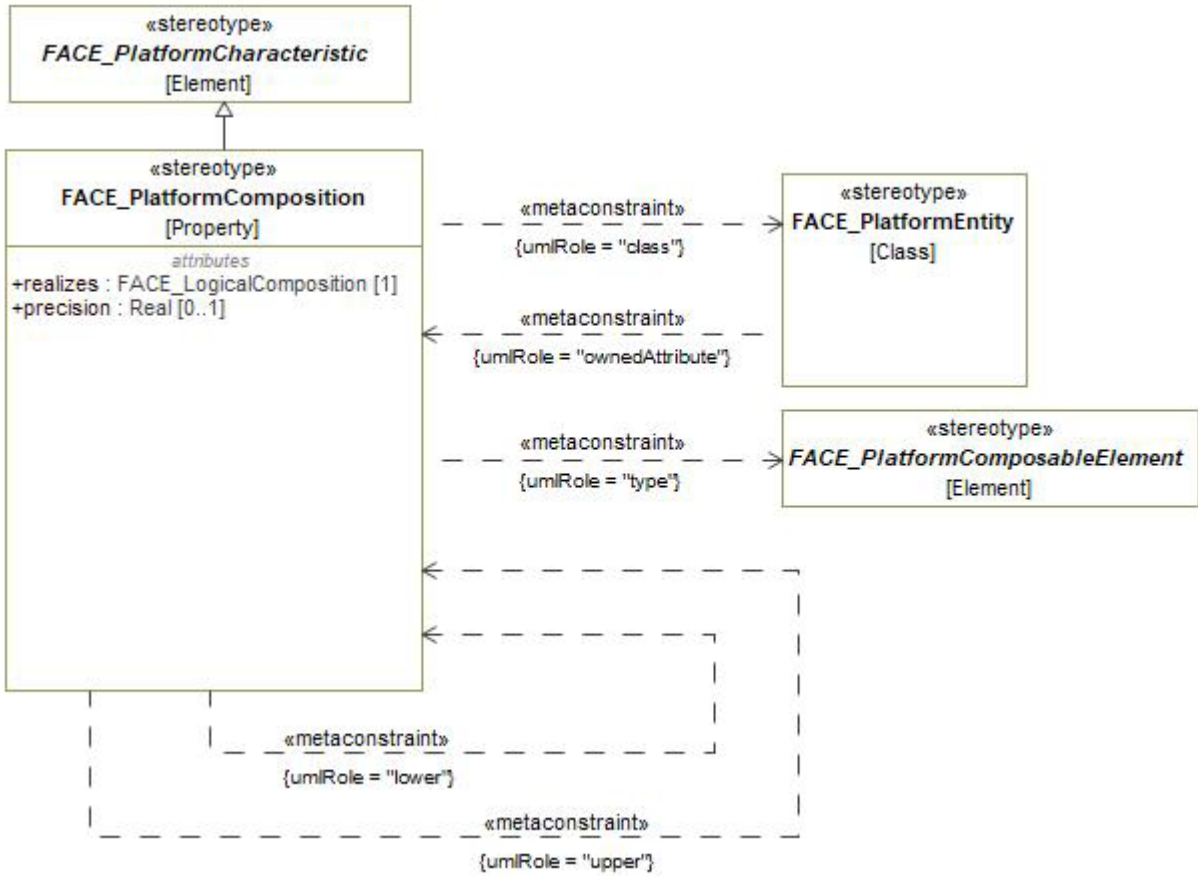 «stereotype»
FACE_PlatformCharacteristic
[Element]
«stereotype»
FACE_PlatformComposition
[Property]
attributes
+realizes : FACE_LogicalComposition [1]
+precision : Real [0..1]
«metaconstraint»
{umlRole = "class"}
«metaconstraint»
{umlRole = "ownedAttribute"}
«stereotype»
FACE_PlatformEntity
[Class]
«metaconstraint»
{umlRole = "type"}
«stereotype»
FACE_PlatformComposableElement
[Element]
«metaconstraint»
{umlRole = "lower"}
«metaconstraint»
{umlRole = "upper"}